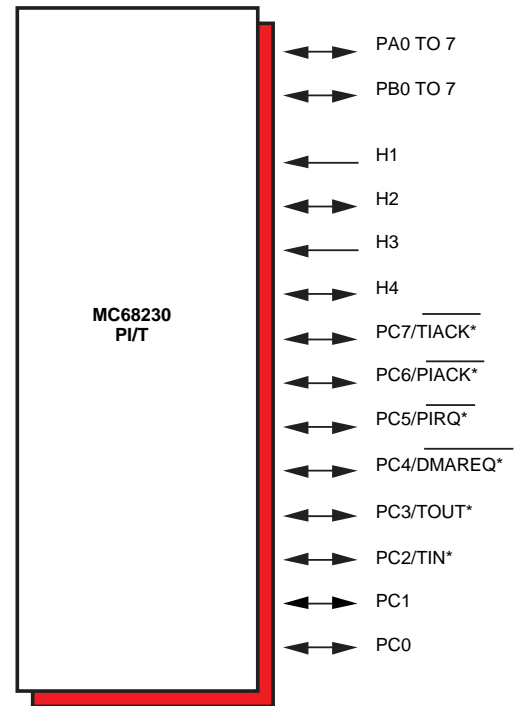 PA0 TO 7
PB0 TO 7
H1
H2
H3
H4
MC68230
PI/T
PC7/TIACK*
PC6/PIACK*
PC5/PIRQ*
PC4/DMAREQ*
PC3/TOUT*
PC2/TIN*
PC1
PC0